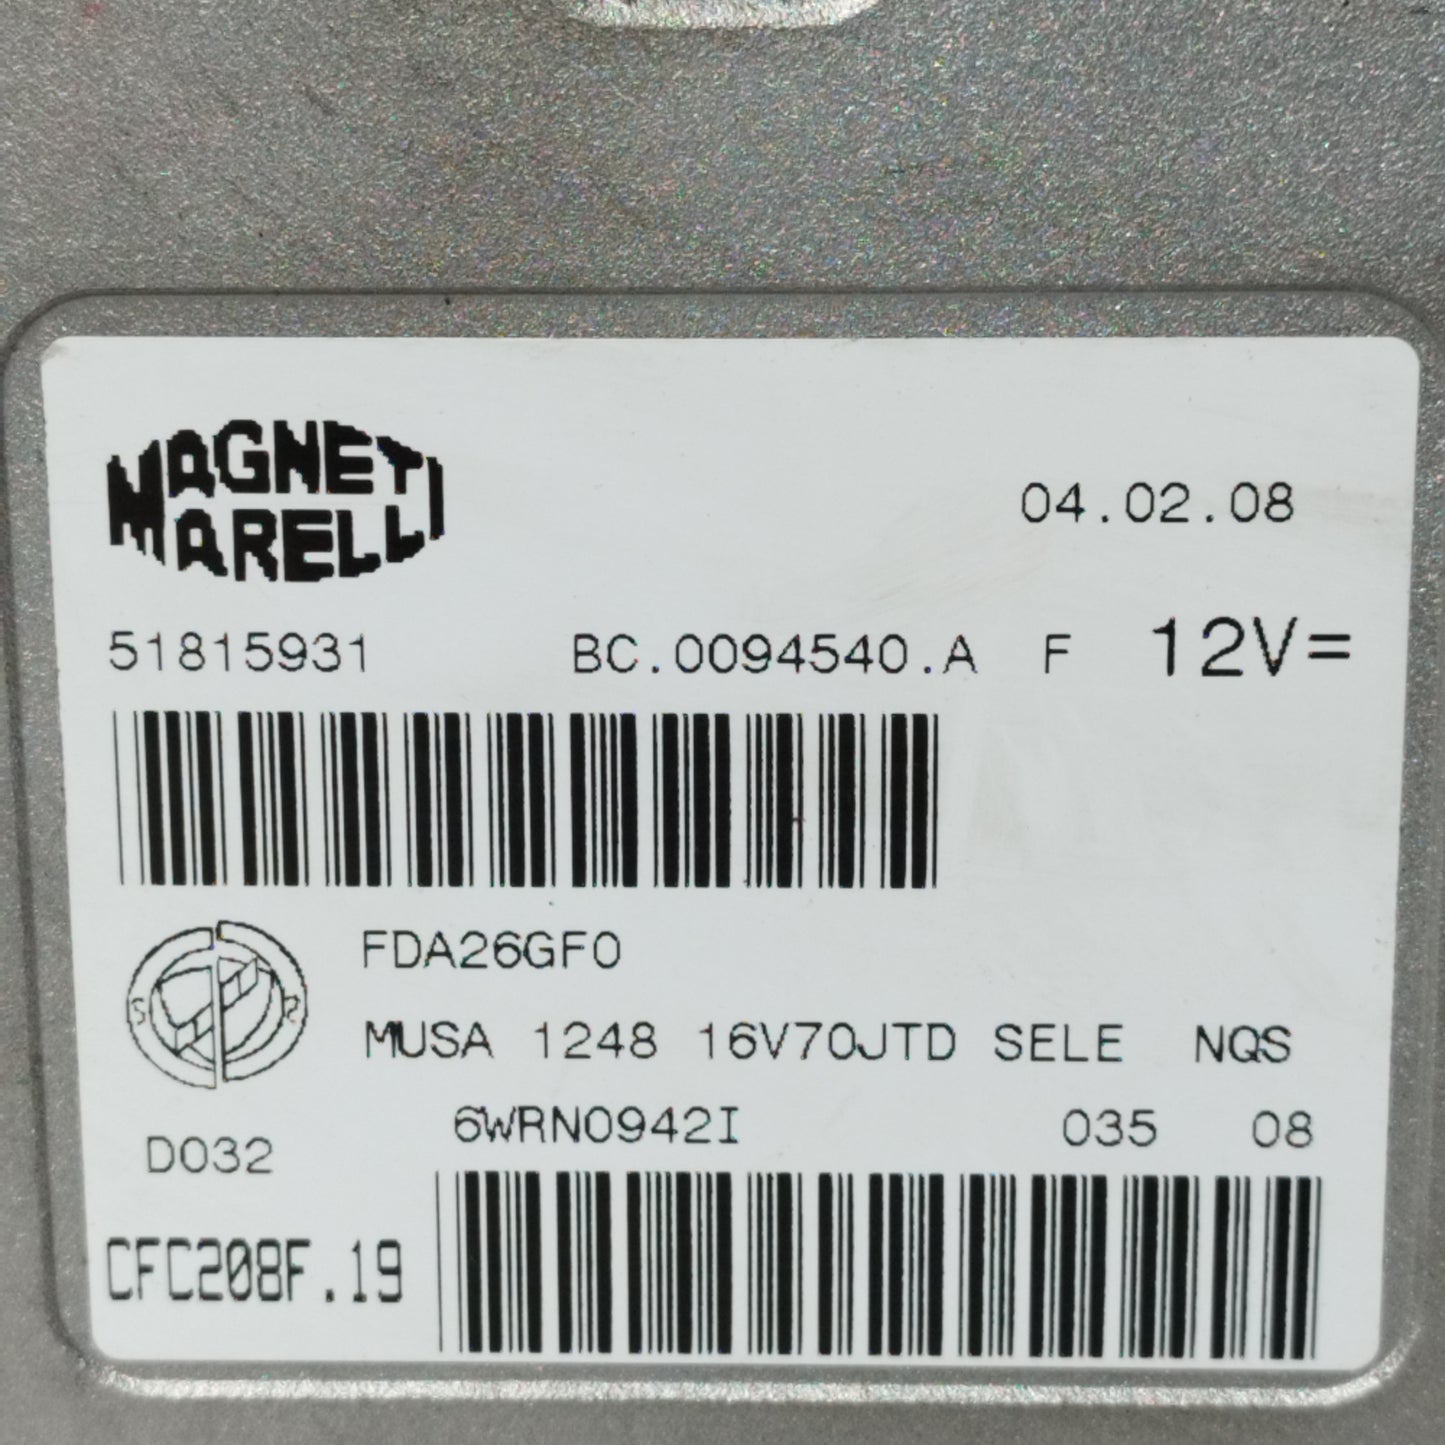 MAGNETI
MARELLI
04.02.08
51815931 BC.0094540.A F 12V=
FDA26GF0
S R
MUSA 1248 16V70JTD SELE NQS
6WRN0942I 035 08
D032
CFC208F.19